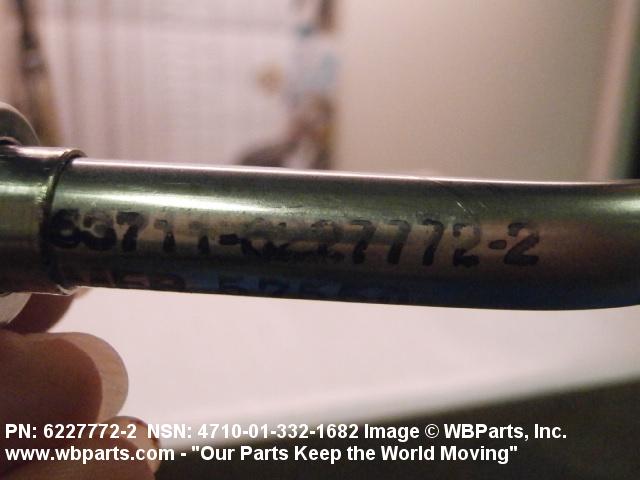 63711-6227772-2
PN: 6227772-2 NSN: 4710-01-332-1682 Image © WBParts, Inc.
www.wbparts.com - "Our Parts Keep the World Moving"